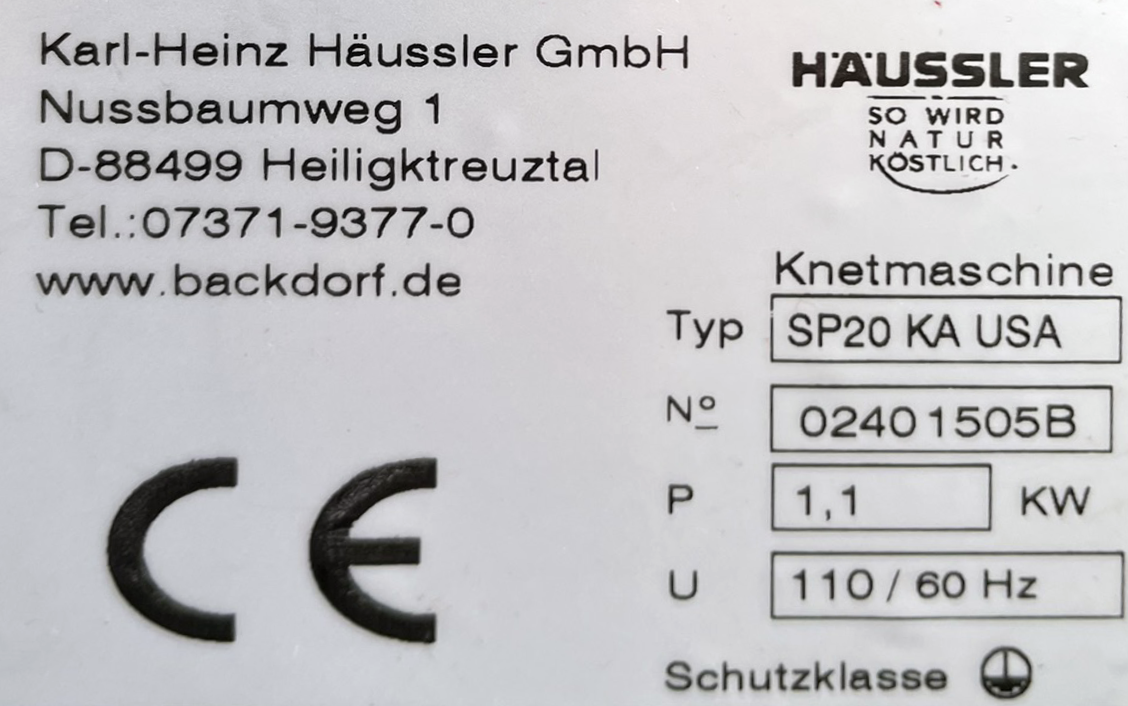 Karl-Heinz Häussler GmbH
Nussbaumweg 1
D-88499 Heiligktreuztal
Tel.:07371-9377-0
www.backdorf.de
HÄUSSLER
SO WIRD
NATUR
KÖSTLICH.
Knetmaschine
Typ SP20 KA USA
Nº 02401505B
P 1,1 KW
U 110 / 60 Hz
Schutzklasse
CE